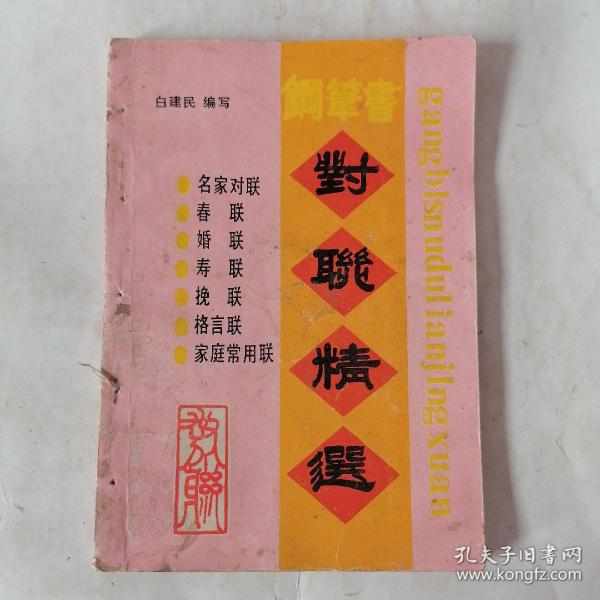 白建民 编写
鋼筆書
對聯精選
gangblsnudulianjlngxuan
名家对联
春联
婚联
寿联
挽联
格言联
家庭常用联
孔夫子旧书网
www.kongfz.com